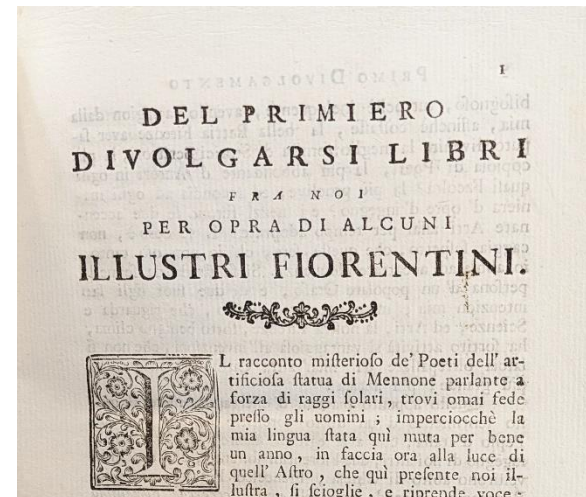 1
DEL PRIMIERO
DIVOLGARSI LIBRI
FRA NOI
PER OPRA DI ALCUNI
ILLUSTRI FIORENTINI.
IL racconto misterioso de' Poeti dell' ar-
tificiosa statua di Mennone parlante a
forza di raggi solari, trovi omai fede
presso gli uomini; imperciocchè la
mia lingua stata quì muta per bene
un anno, in faccia ora alla luce di
quell' Astro, che quì presente noi il-
lustra, si scioglie, e riprende voce